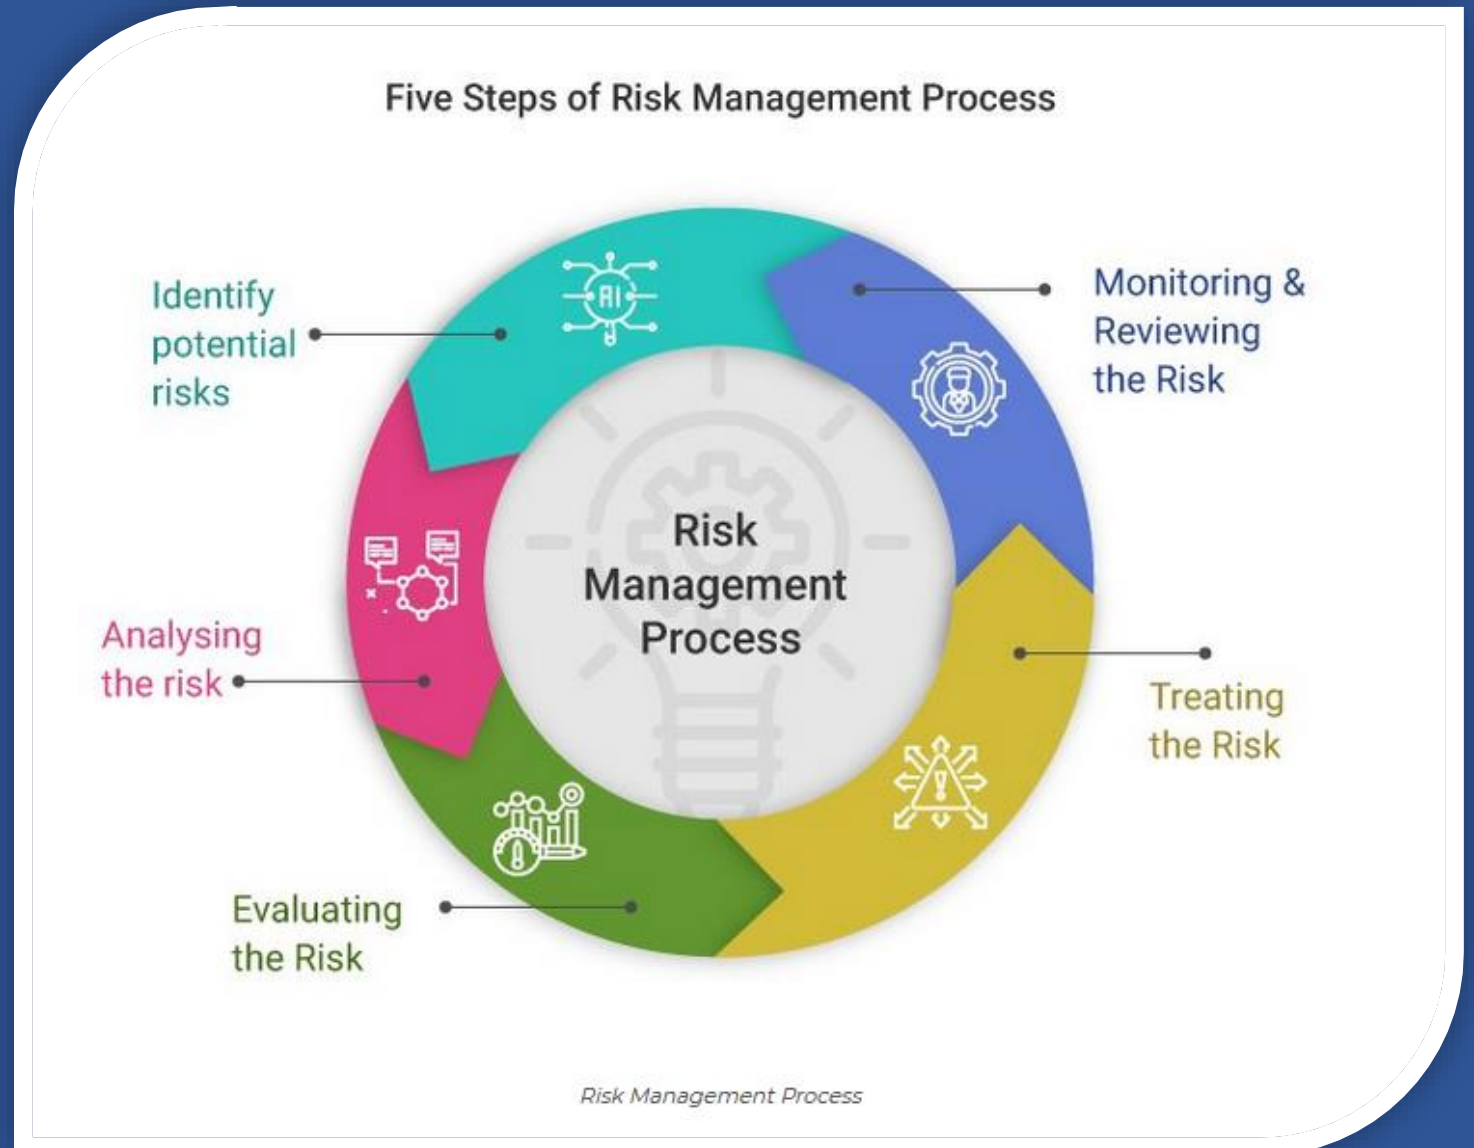 Five Steps of Risk Management Process
Identify
potential
risks
AI
Monitoring &
Reviewing
the Risk
Risk
Management
Process
Analysing
the risk
Treating
the Risk
Evaluating
the Risk
Risk Management Process